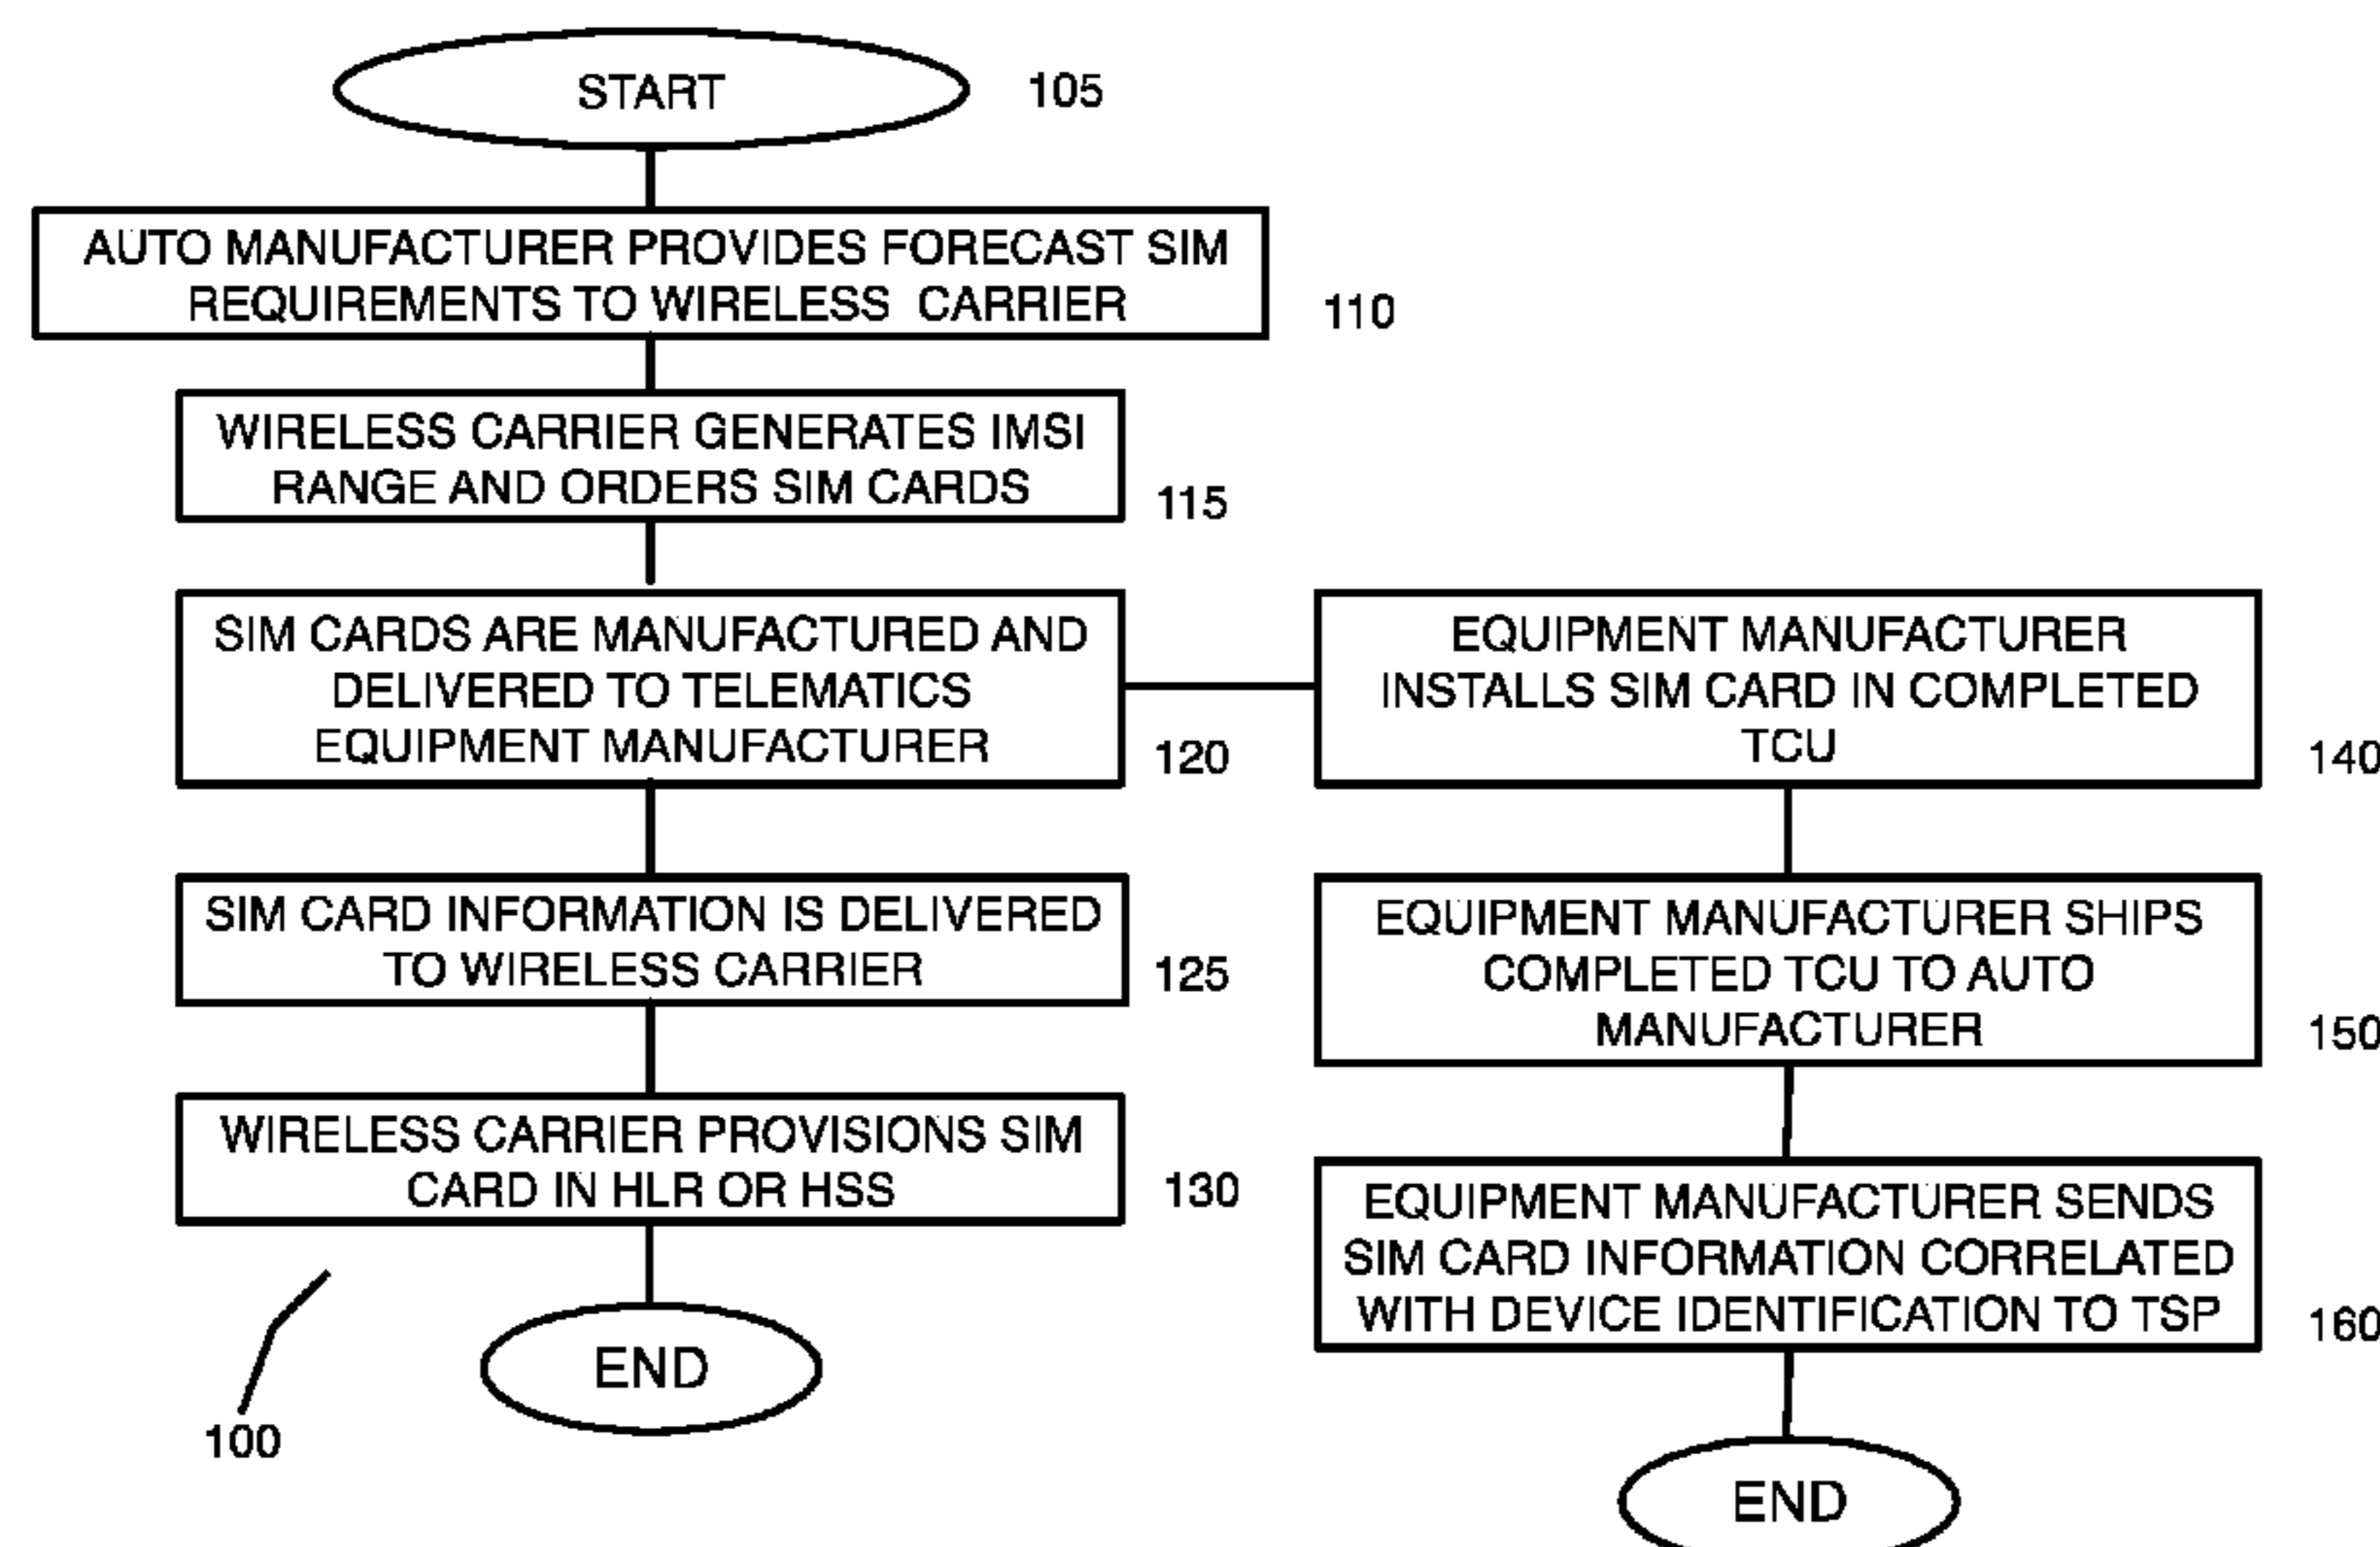 START
105
AUTO MANUFACTURER PROVIDES FORECAST SIM
REQUIREMENTS TO WIRELESS CARRIER
110
WIRELESS CARRIER GENERATES IMSI
RANGE AND ORDERS SIM CARDS
115
SIM CARDS ARE MANUFACTURED AND
DELIVERED TO TELEMATICS
EQUIPMENT MANUFACTURER
120
SIM CARD INFORMATION IS DELIVERED
TO WIRELESS CARRIER
125
WIRELESS CARRIER PROVISIONS SIM
CARD IN HLR OR HSS
130
END
100
EQUIPMENT MANUFACTURER
INSTALLS SIM CARD IN COMPLETED
TCU
140
EQUIPMENT MANUFACTURER SHIPS
COMPLETED TCU TO AUTO
MANUFACTURER
150
EQUIPMENT MANUFACTURER SENDS
SIM CARD INFORMATION CORRELATED
WITH DEVICE IDENTIFICATION TO TSP
160
END